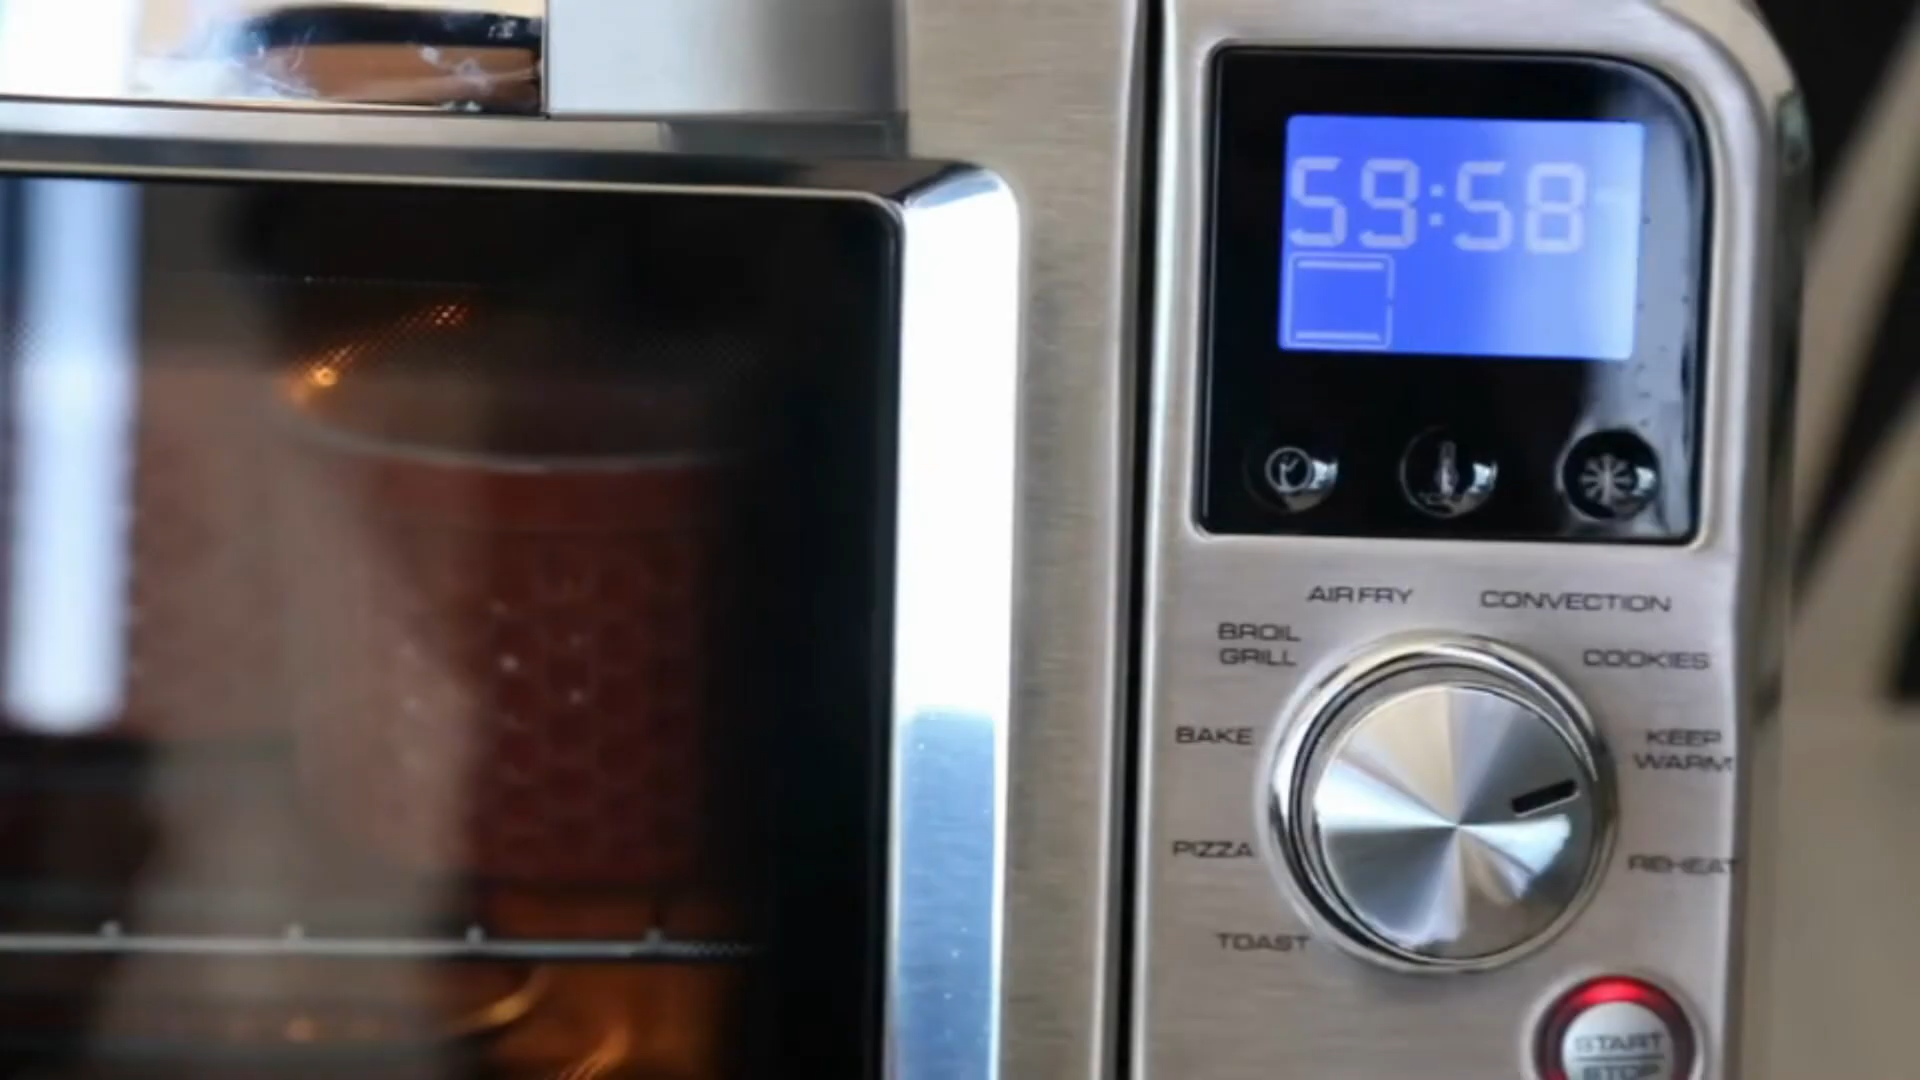 59:58
AIR FRY
CONVECTION
BROIL
GRILL
COOKIES
BAKE
KEEP
WARM
PIZZA
REHEAT
TOAST
START
STOP